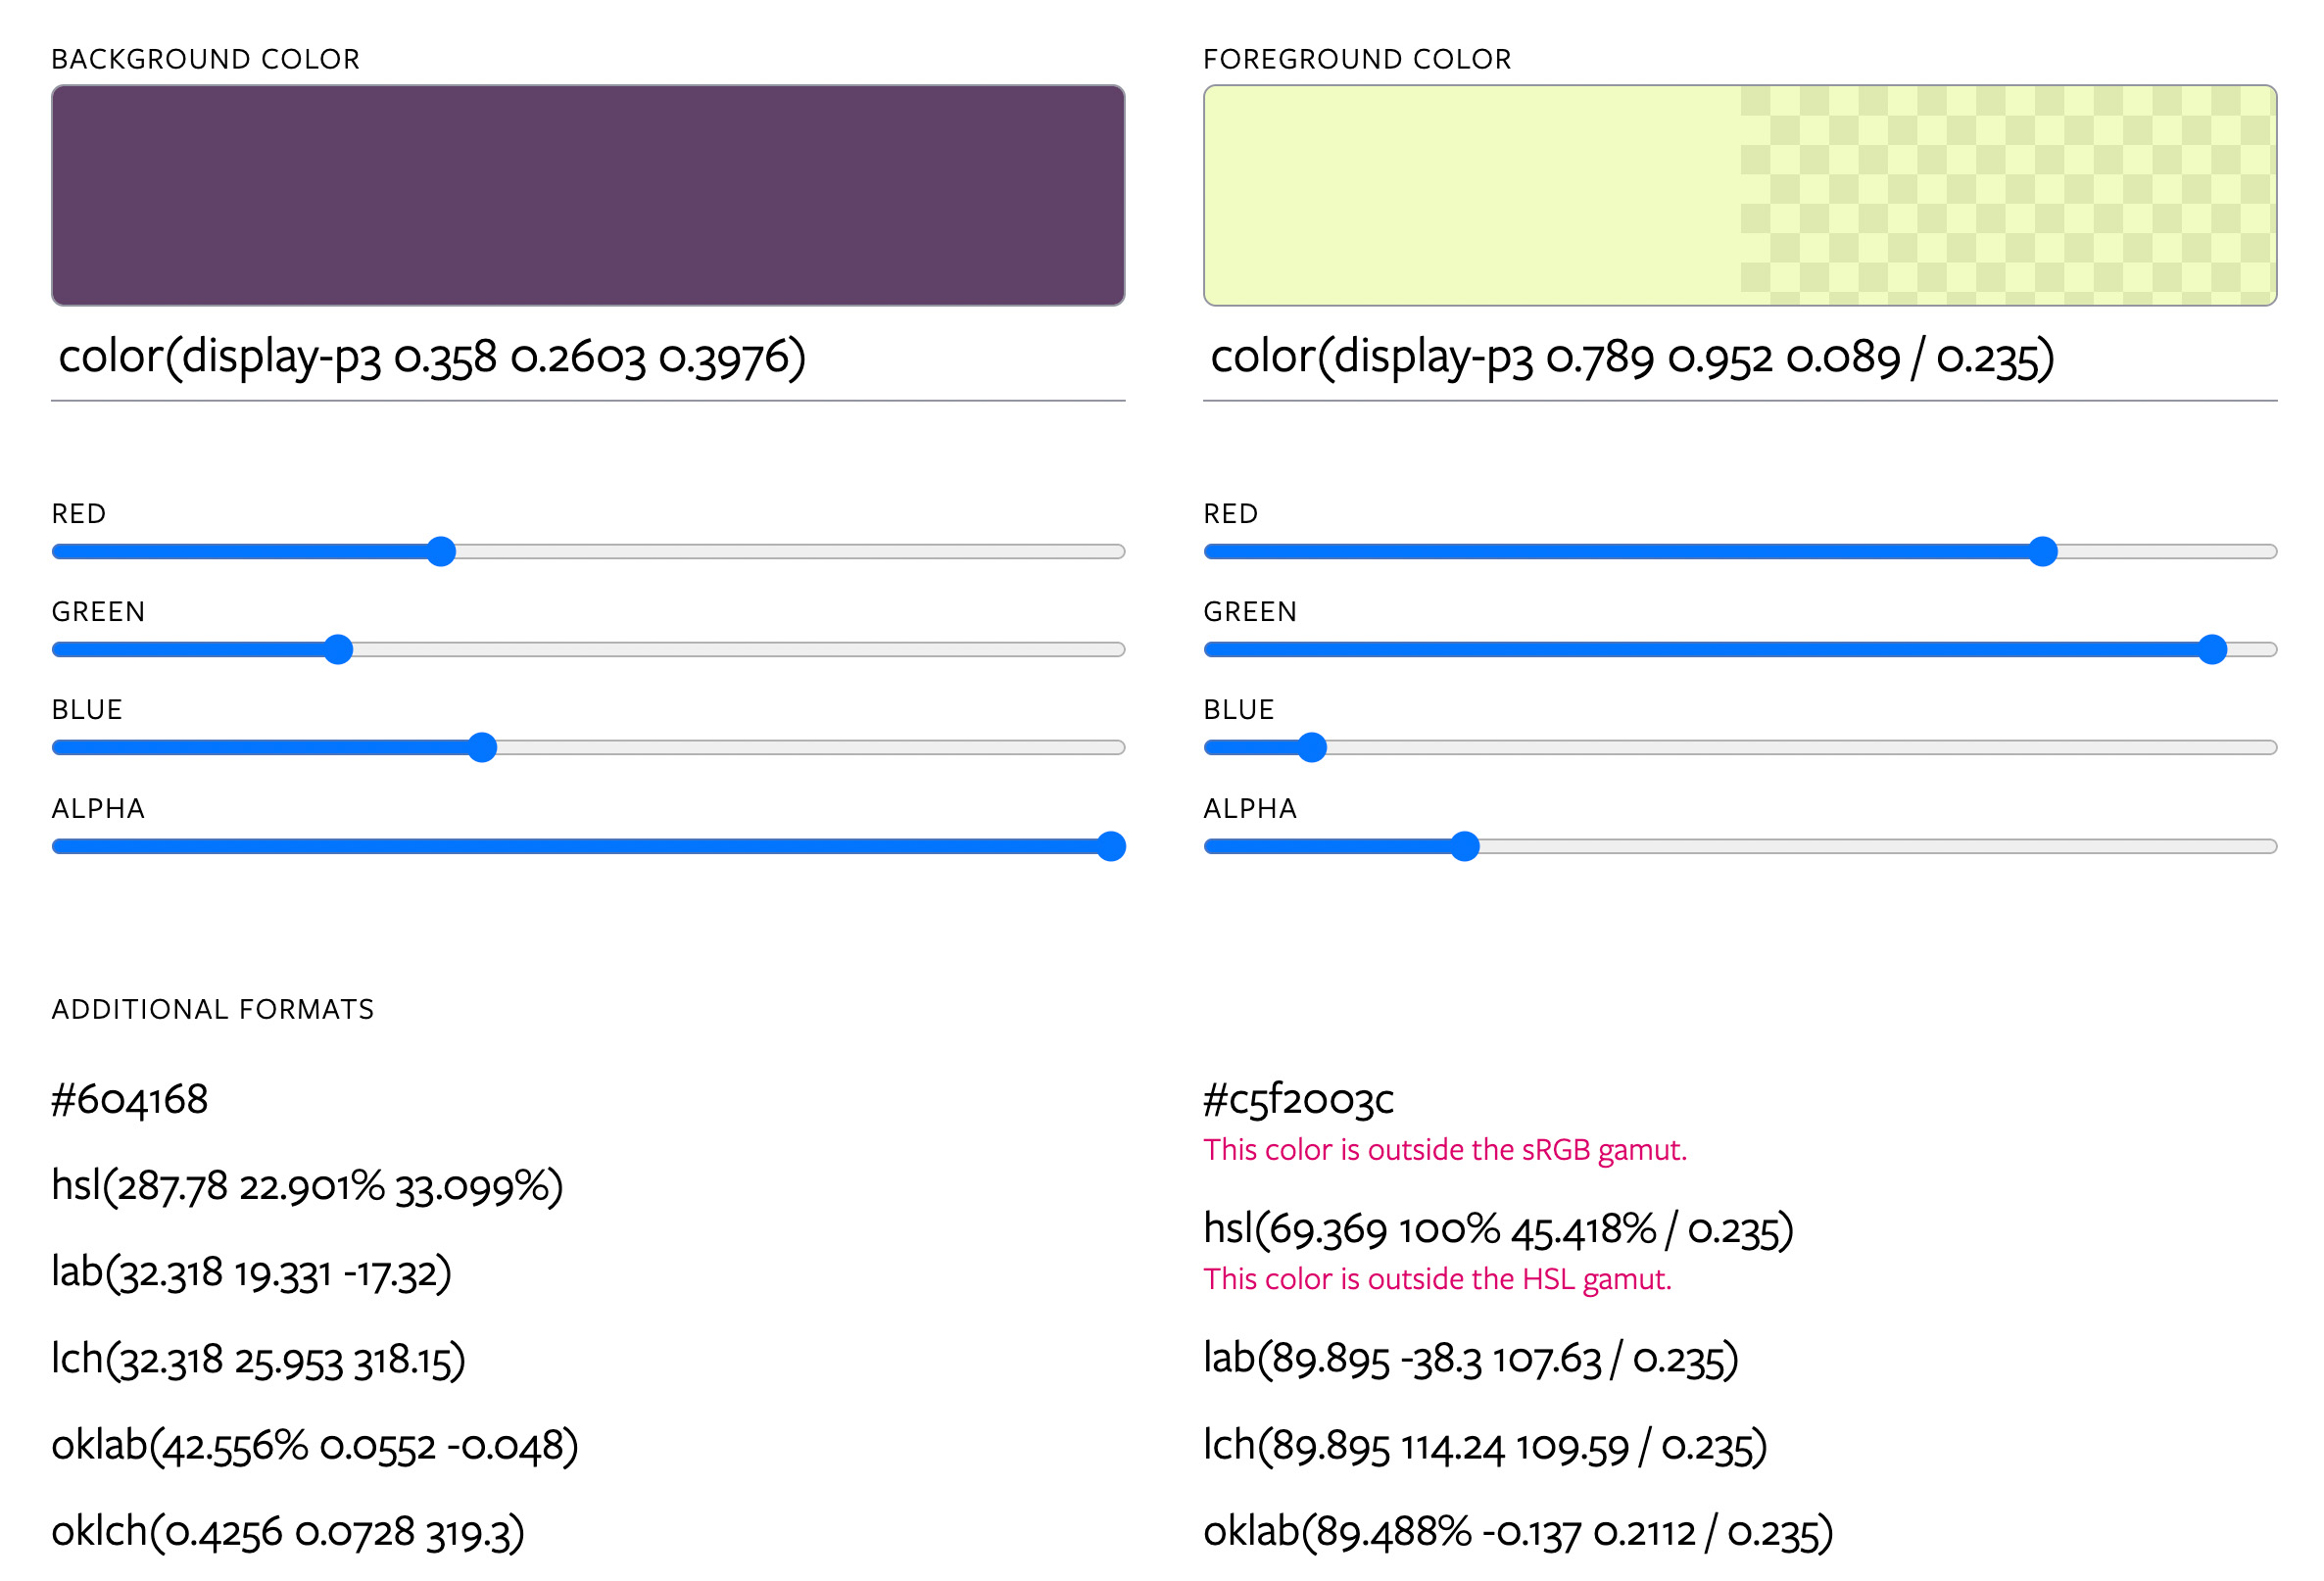 BACKGROUND COLOR
color(display-p3 0.358 0.2603 0.3976)
RED
GREEN
BLUE
ALPHA
FOREGROUND COLOR
color(display-p3 0.789 0.952 0.089 / 0.235)
RED
GREEN
BLUE
ALPHA
ADDITIONAL FORMATS
#604168
hsl(287.78 22.901% 33.099%)
lab(32.318 19.331 -17.32)
lch(32.318 25.953 318.15)
oklab(42.556% 0.0552 -0.048)
oklch(0.4256 0.0728 319.3)
#c5f2003c
This color is outside the sRGB gamut.
hsl(69.369 100% 45.418% / 0.235)
This color is outside the HSL gamut.
lab(89.895 -38.3 107.63 / 0.235)
lch(89.895 114.24 109.59 / 0.235)
oklab(89.488% -0.137 0.2112 / 0.235)